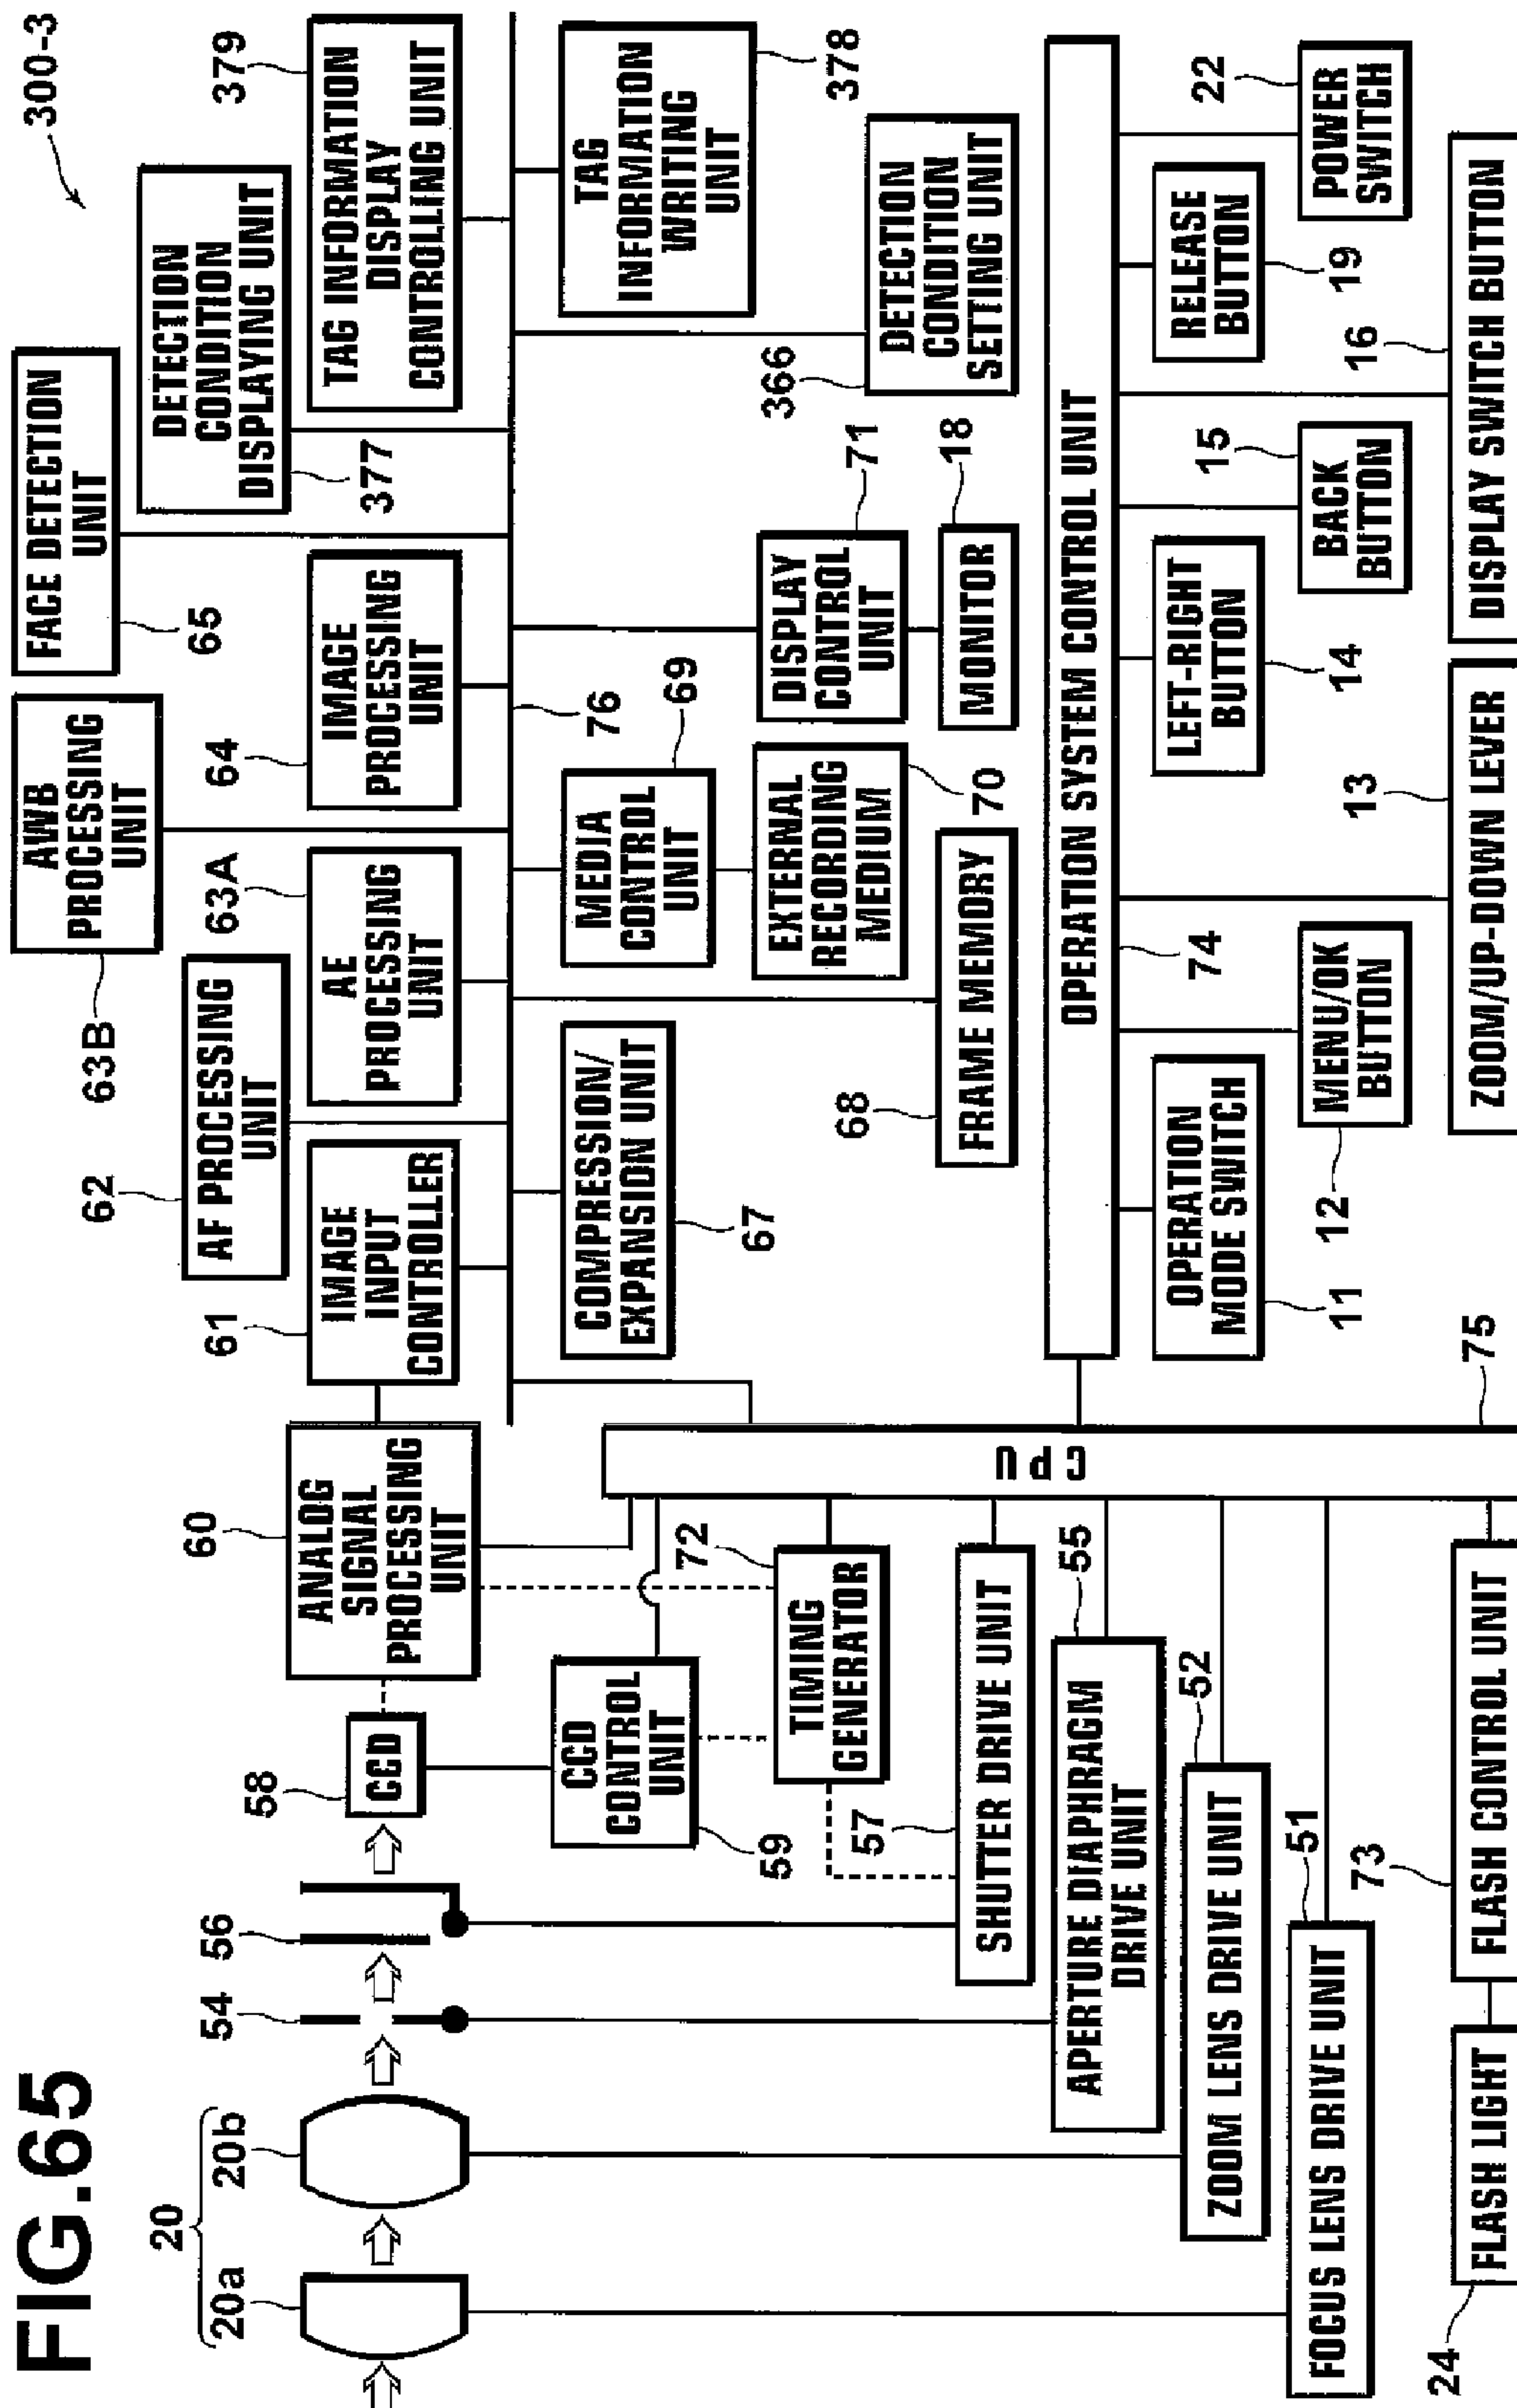 FIG.65
300-3
20
20a
20b
54
56
58
CCD
60
ANALOG
SIGNAL
PROCESSING
UNIT
61
IMAGE
INPUT
CONTROLLER
62
AF PROCESSING
UNIT
63B
AWB
PROCESSING
UNIT
63A
AE
PROCESSING
UNIT
64
IMAGE
PROCESSING
UNIT
65
FACE DETECTION
UNIT
377
DETECTION
CONDITION
DISPLAYING UNIT
379
TAG INFORMATION
DISPLAY
CONTROLLING UNIT
76
59
CCD
CONTROL
UNIT
72
TIMING
GENERATOR
57
SHUTTER DRIVE UNIT
55
APERTURE DIAPHRAGM
DRIVE UNIT
52
ZOOM LENS DRIVE UNIT
51
FOCUS LENS DRIVE UNIT
73
FLASH CONTROL UNIT
24
FLASH LIGHT
CPU
75
COMPRESSION/
EXPANSION UNIT
67
68
FRAME MEMORY
MEDIA
CONTROL
UNIT
69
EXTERNAL
RECORDING
MEDIUM
70
DISPLAY
CONTROL
UNIT
71
MONITOR
18
366
DETECTION
CONDITION
SETTING UNIT
TAG
INFORMATION
WRITING
UNIT
378
OPERATION SYSTEM CONTROL UNIT
74
OPERATION
MODE SWITCH
11
MENU/OK
BUTTON
12
ZOOM/UP-DOWN LEVER
13
LEFT-RIGHT
BUTTON
14
BACK
BUTTON
15
DISPLAY SWITCH BUTTON
16
RELEASE
BUTTON
19
POWER
SWITCH
22